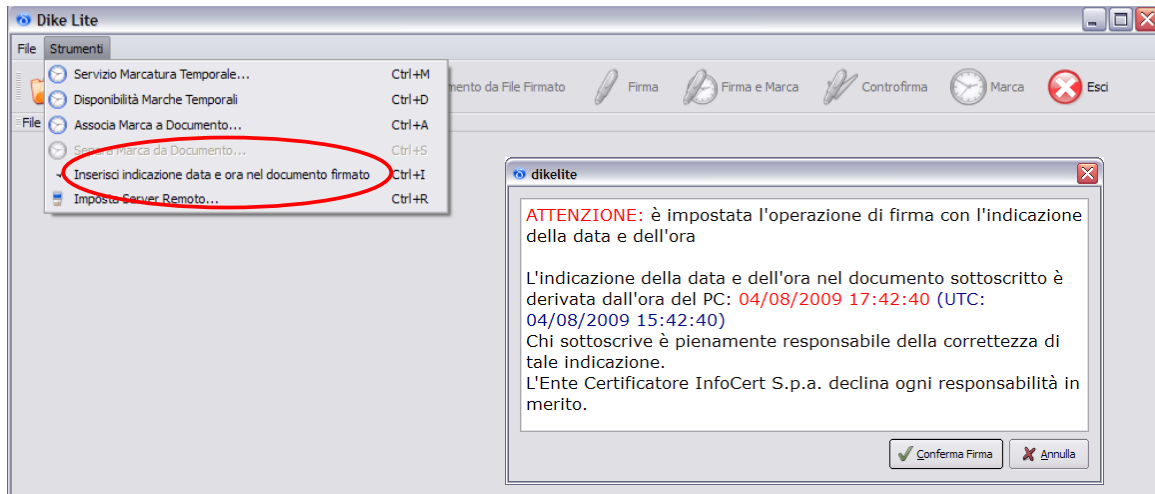 Dike Lite
File Strumenti
Servizio Marcatura Temporale... Ctrl+M
Disponibilità Marche Temporali Ctrl+D
Associa Marca a Documento... Ctrl+A
Separa Marca da Documento... Ctrl+S
Inserisci indicazione data e ora nel documento firmato Ctrl+I
Imposta Server Remoto... Ctrl+R
mento da File Firmato Firma Firma e Marca Controfirma Marca Esci
File
dikelite
ATTENZIONE: è impostata l'operazione di firma con l'indicazione
della data e dell'ora
L'indicazione della data e dell'ora nel documento sottoscritto è
derivata dall'ora del PC: 04/08/2009 17:42:40 (UTC:
04/08/2009 15:42:40)
Chi sottoscrive è pienamente responsabile della correttezza di
tale indicazione.
L'Ente Certificatore InfoCert S.p.a. declina ogni responsabilità in
merito.
Conferma Firma Annulla